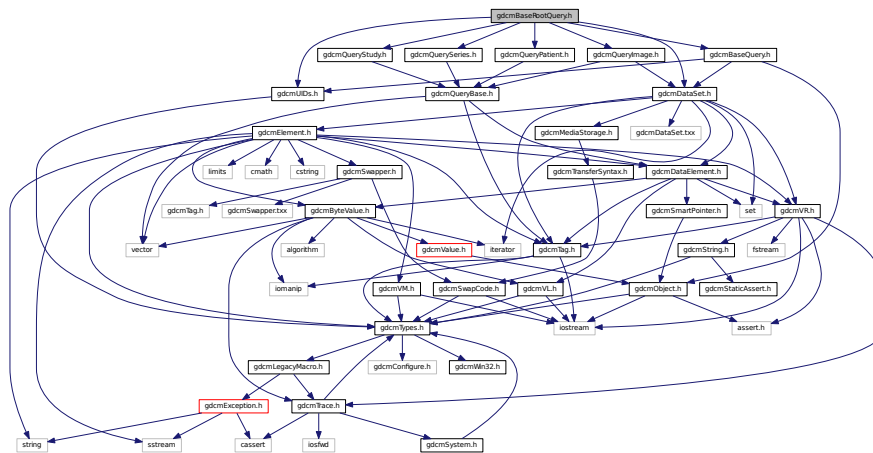 gdcmBaseRootQuery.h
gdcmQueryStudy.h
gdcmQuerySeries.h
gdcmQueryPatient.h
gdcmQueryImage.h
gdcmBaseQuery.h
gdcmUIDs.h
gdcmQueryBase.h
gdcmDataSet.h
gdcmElement.h
gdcmMediaStorage.h
gdcmDataSet.txx
limits
cmath
cstring
gdcmSwapper.h
gdcmTransferSyntax.h
gdcmDataElement.h
gdcmTag.h
gdcmSwapper.txx
gdcmByteValue.h
gdcmSmartPointer.h
set
gdcmVR.h
vector
algorithm
gdcmValue.h
iterator
gdcmTag.h
gdcmString.h
fstream
iomanip
gdcmVM.h
gdcmSwapCode.h
gdcmVL.h
gdcmObject.h
gdcmStaticAssert.h
gdcmTypes.h
iostream
assert.h
gdcmLegacyMacro.h
gdcmConfigure.h
gdcmWin32.h
gdcmException.h
gdcmTrace.h
string
sstream
cassert
iosfwd
gdcmSystem.h